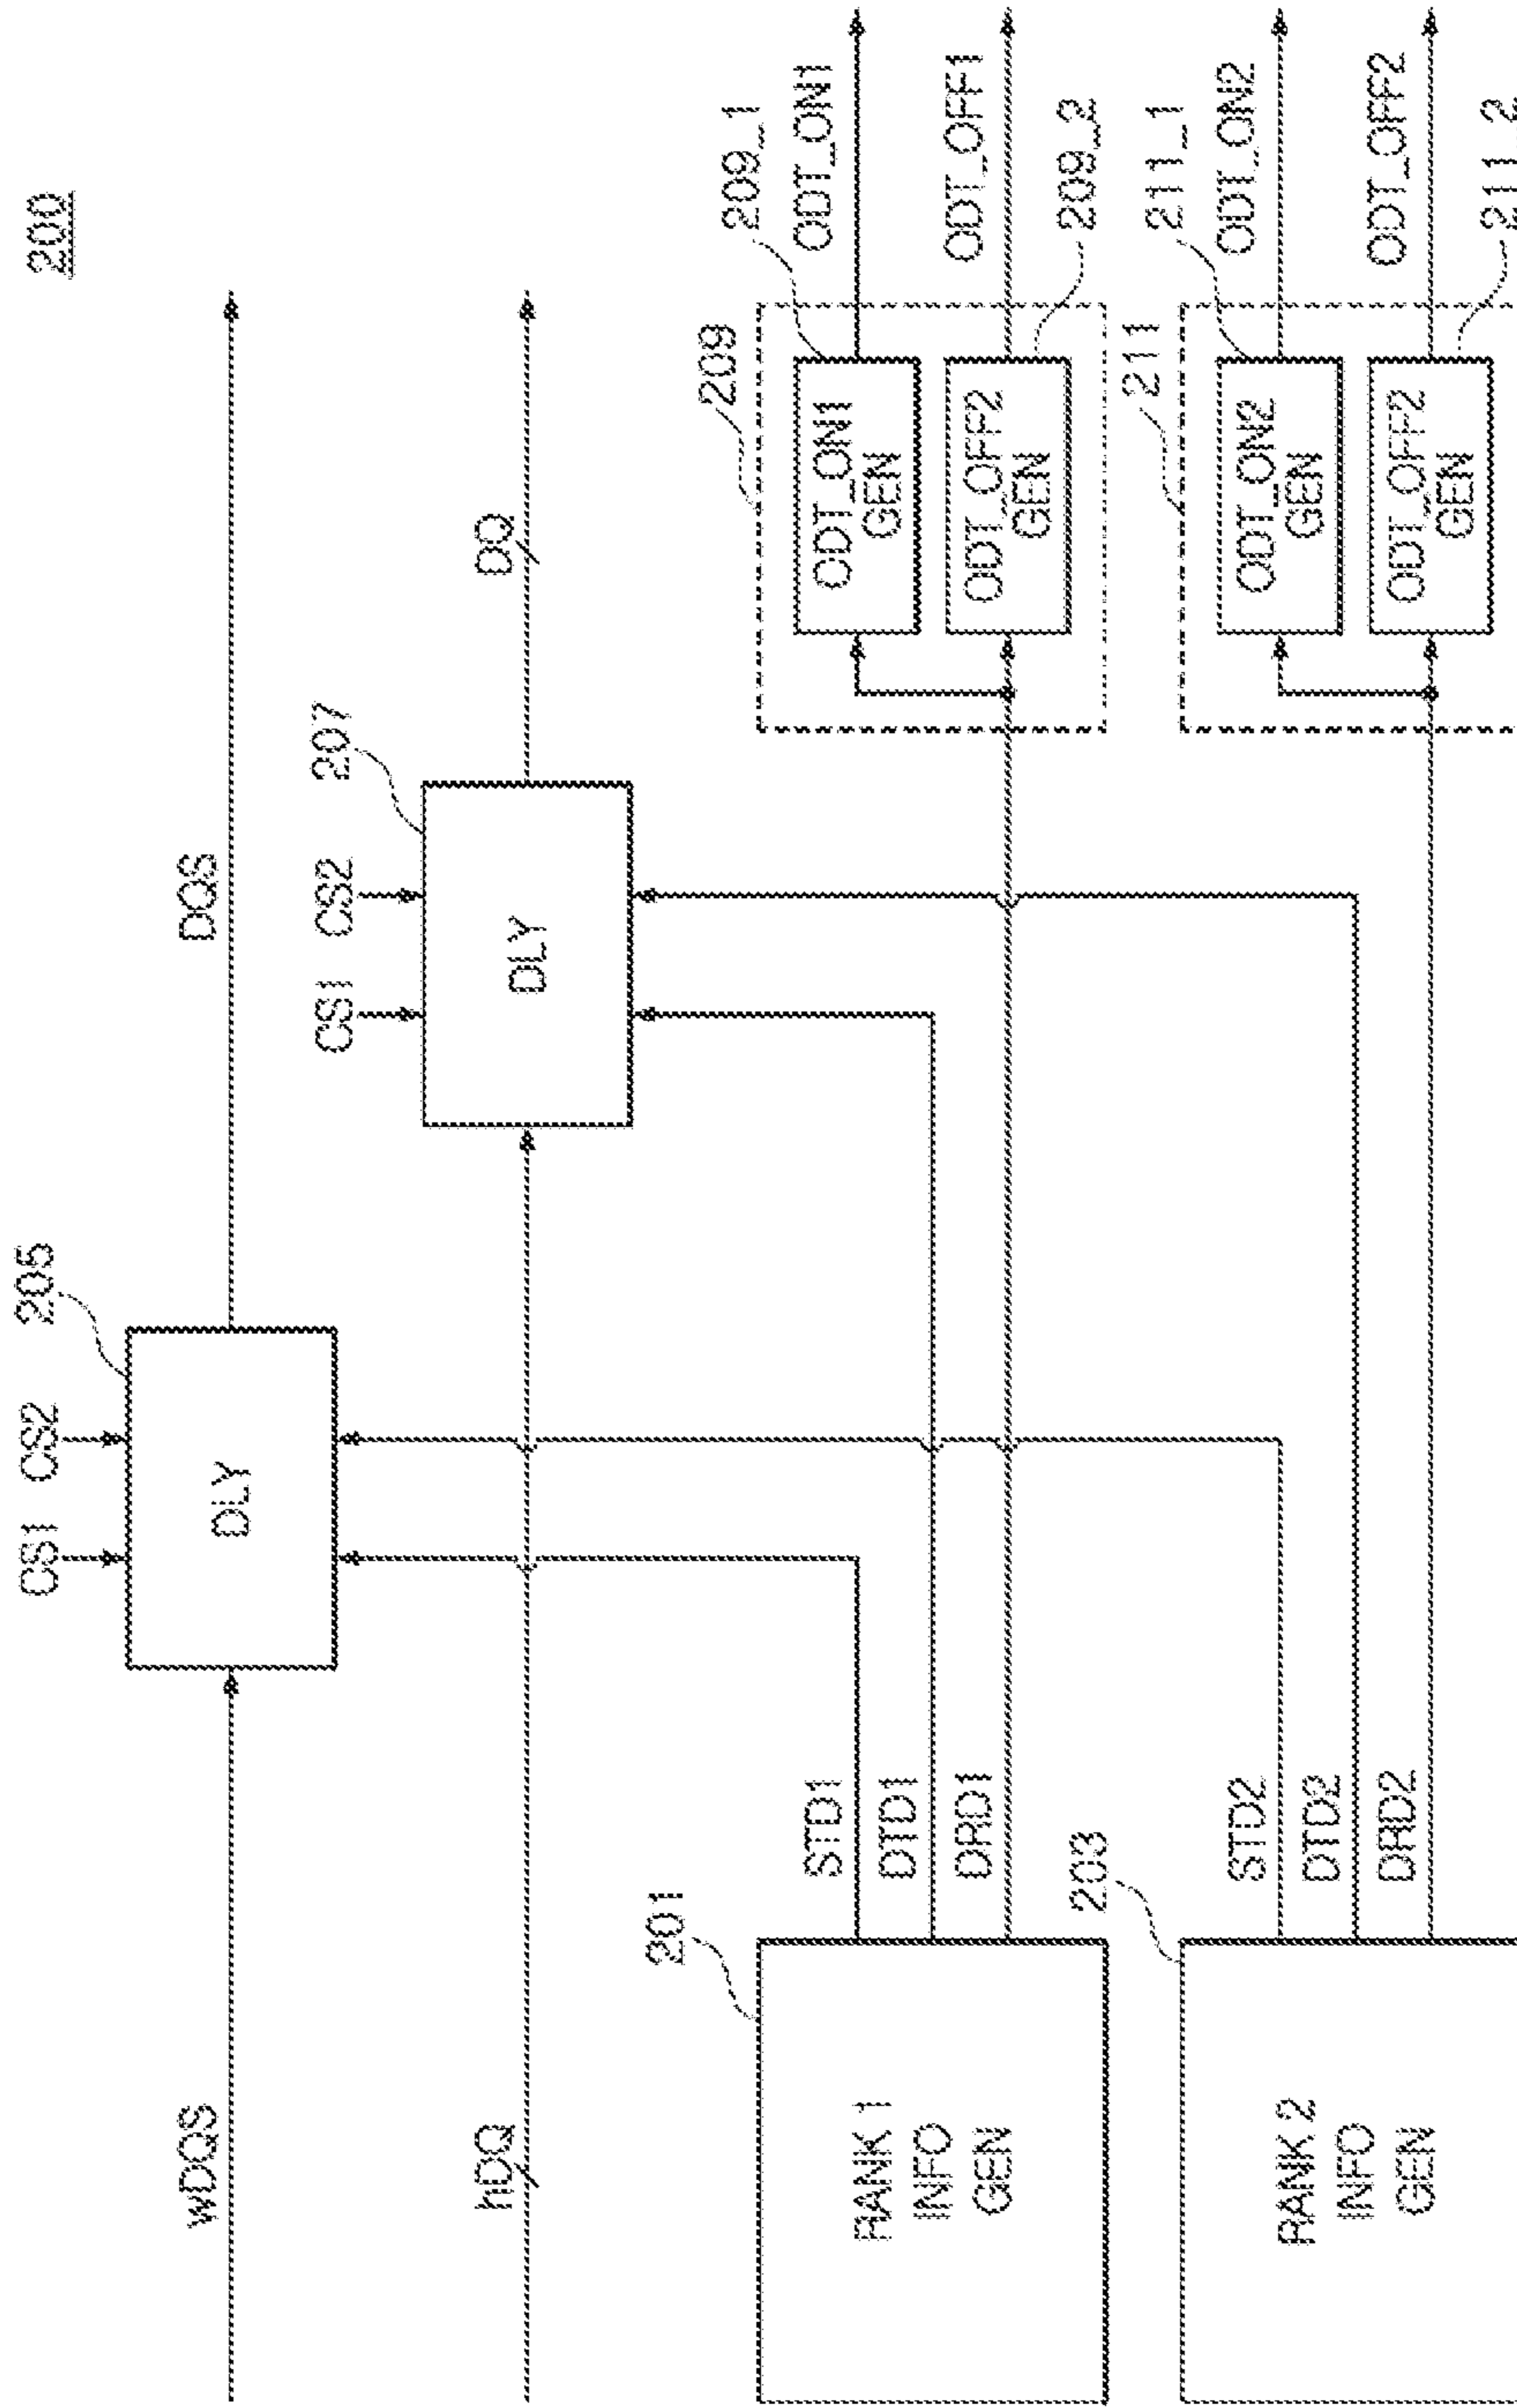 200
CS1 CS2 205
wDQS
DLY
DQS
CS1 CS2 207
hDQ
DLY
DQ
201
RANK 1
INFO
GEN
STD1
DTD1
DRD1
209
ODT_ON1
GEN
209_1
ODT_ON1
ODT_OFF2
GEN
ODT_OFF1
209_2
203
RANK 2
INFO
GEN
STD2
DTD2
DRD2
211
ODT_ON2
GEN
211_1
ODT_ON2
ODT_OFF2
GEN
ODT_OFF2
211_2